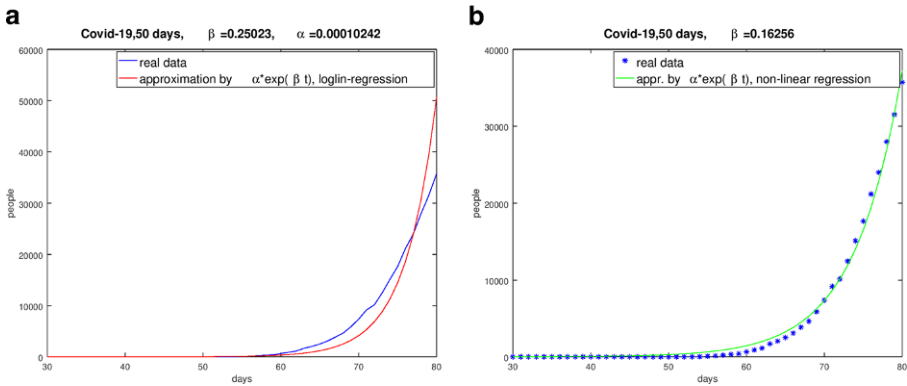 a
Covid-19,50 days, β =0.25023, α =0.00010242
real data
approximation by α*exp( β t), loglin-regression
60000
50000
40000
30000
20000
10000
0
people
30 40 50 60 70 80
days
b
Covid-19,50 days, β =0.16256
real data
appr. by α*exp( β t), non-linear regression
40000
30000
20000
10000
0
people
30 40 50 60 70 80
days